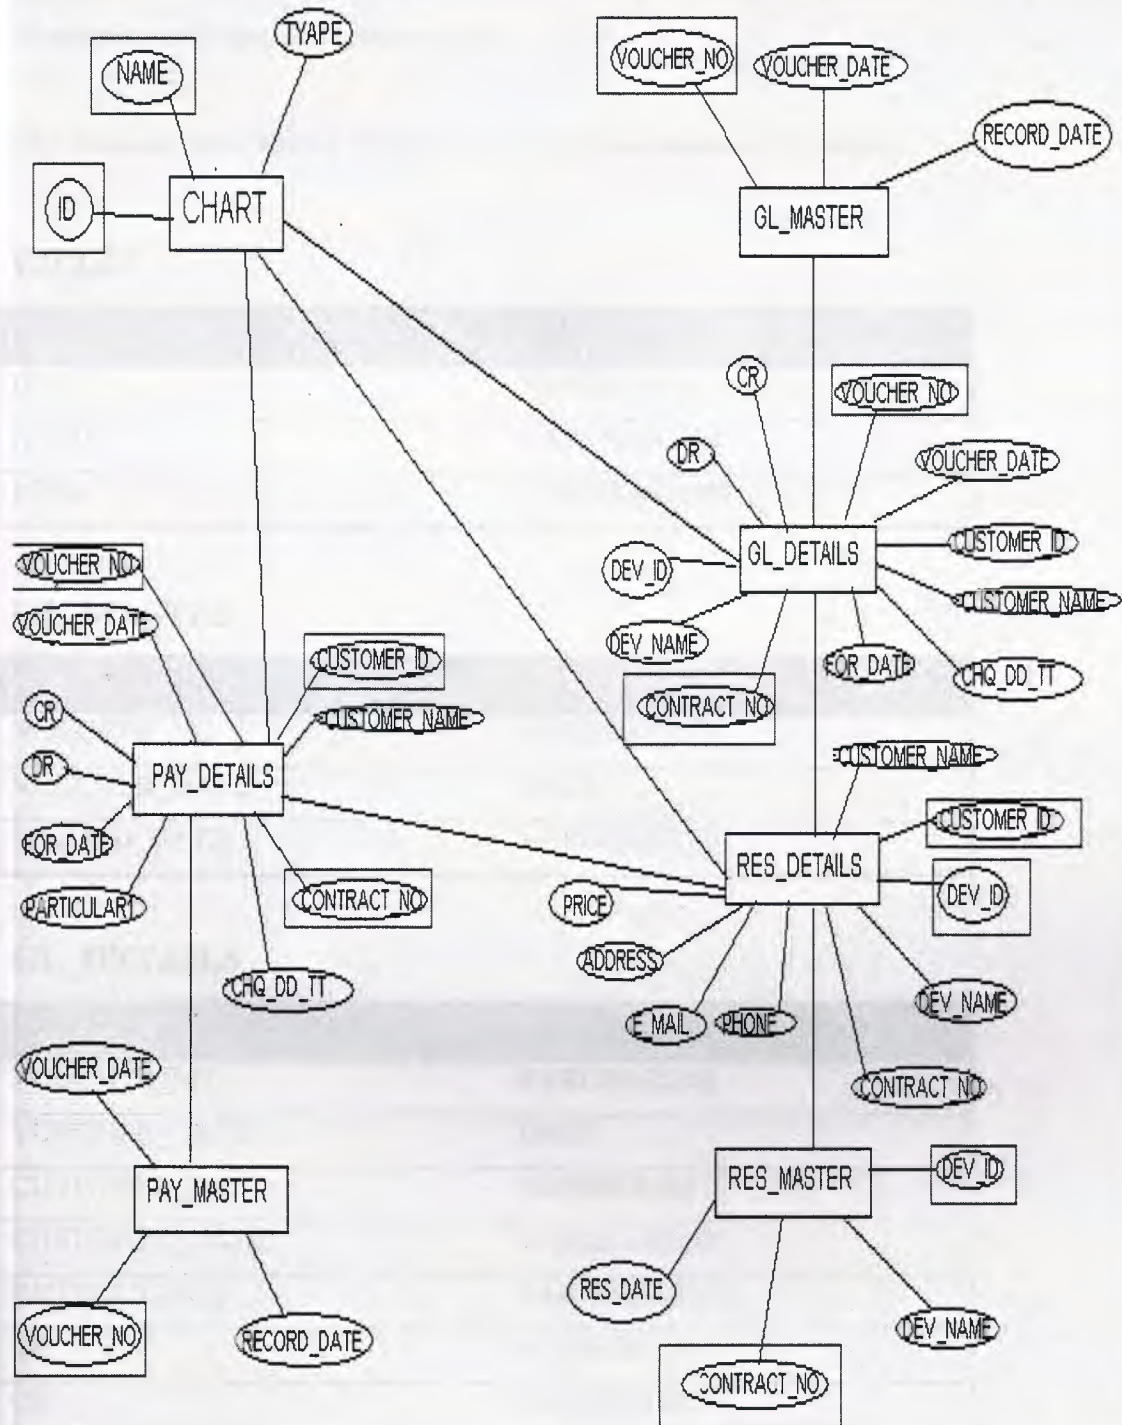 TYAPE
NAME
VOUCHER_NO
VOUCHER_DATE
RECORD_DATE
ID
CHART
GL_MASTER
CR
VOUCHER_NO
DR
VOUCHER_DATE
CUSTOMER_ID
GL_DETAILS
DEV_ID
VOUCHER_NO
CUSTOMER_NAME
VOUCHER_DATE
DEV_NAME
FOR_DATE
CHQ_DD_TT
CUSTOMER_ID
CONTRACT_NO
CR
CUSTOMER_NAME
CUSTOMER_NAME
DR
PAY_DETAILS
CUSTOMER_ID
FOR_DATE
RES_DETAILS
PARTICULAR1
CONTRACT_NO
PRICE
DEV_ID
ADDRESS
CHQ_DD_TT
DEV_NAME
E_MAIL
PHONE
VOUCHER_DATE
CONTRACT_NO
PAY_MASTER
RES_MASTER
DEV_ID
RES_DATE
VOUCHER_NO
RECORD_DATE
DEV_NAME
CONTRACT_NO